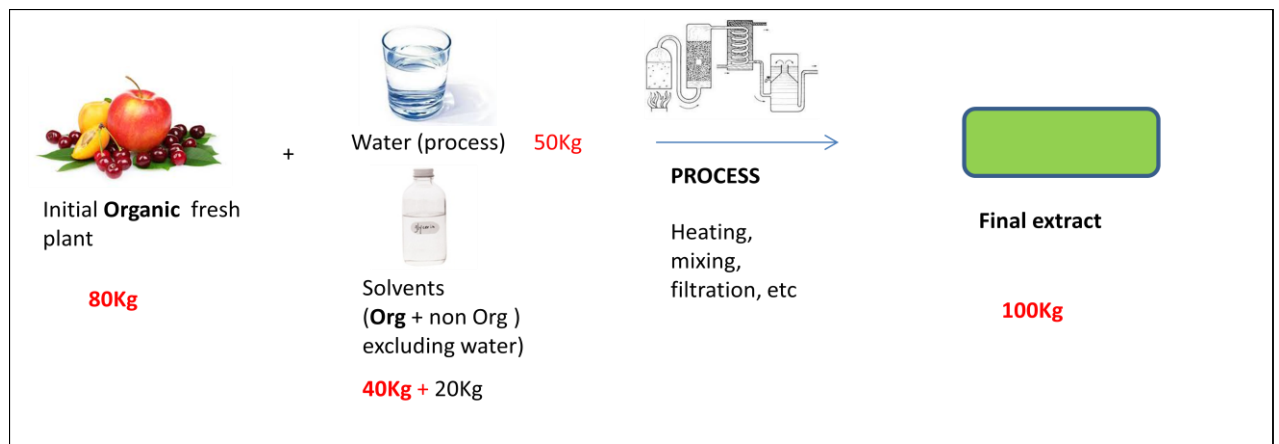 Initial Organic fresh
plant
80Kg
+
Water (process) 50Kg
Solvents
(Org + non Org )
excluding water)
40Kg + 20Kg
PROCESS
Heating,
mixing,
filtration, etc
Final extract
100Kg